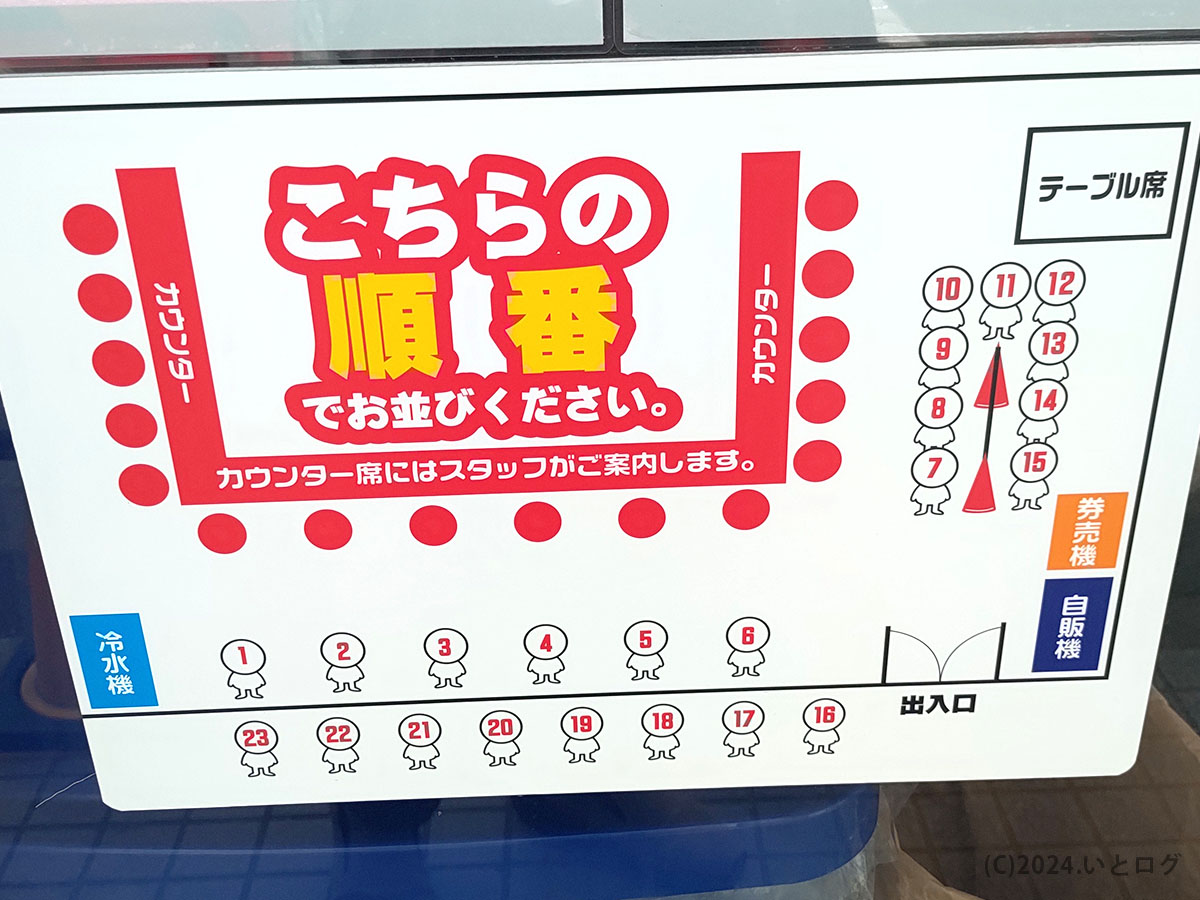 こちらの
順番
でお並びください。
カウンター
カウンター
カウンター席にはスタッフがご案内します。
テーブル席
10 11 12
9 13
8 14
7 15
券売機
自販機
冷水機
1 2 3 4 5 6
出入口
23 22 21 20 19 18 17 16
(C)2024.いとログ